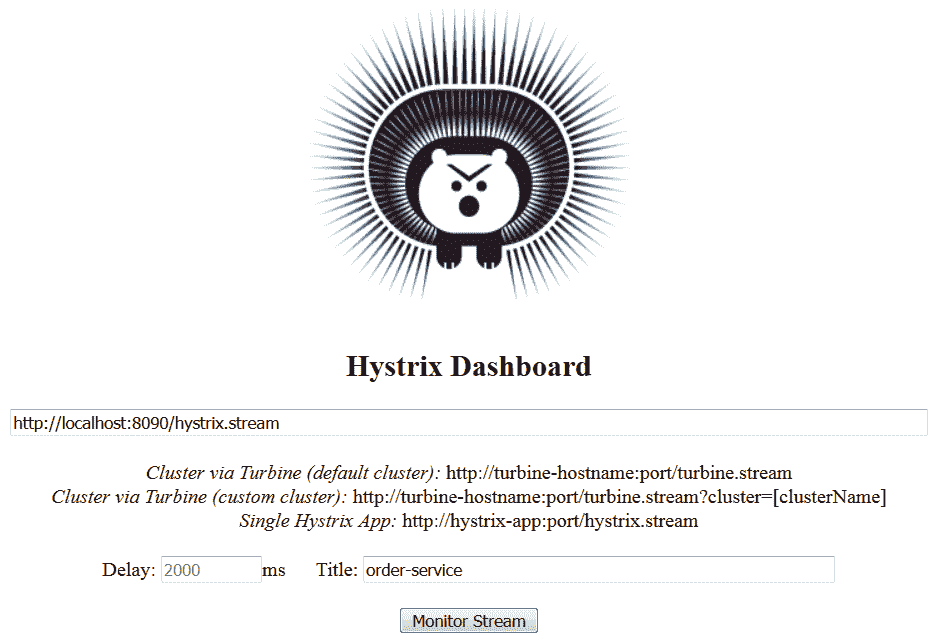 Hystrix Dashboard
http://localhost:8090/hystrix.stream
Cluster via Turbine (default cluster): http://turbine-hostname:port/turbine.stream
Cluster via Turbine (custom cluster): http://turbine-hostname:port/turbine.stream?cluster=[clusterName]
Single Hystrix App: http://hystrix-app:port/hystrix.stream
Delay: 2000 ms Title: order-service
Monitor Stream